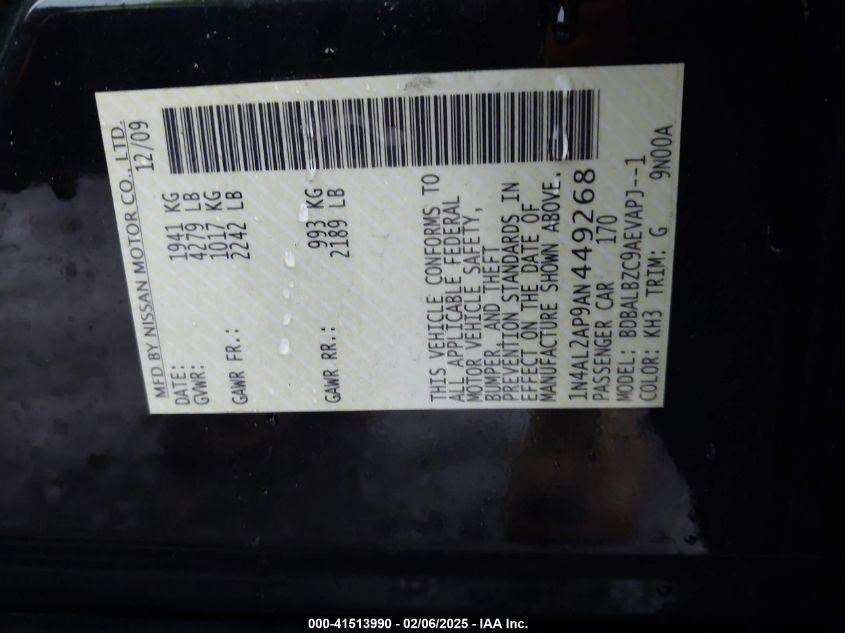 MFD BY NISSAN MOTOR CO., LTD.
DATE: 12/09
GVWR: 1941 KG
4279 LB
GAWR FR.: 1017 KG
2242 LB
GAWR RR.: 993 KG
2189 LB
THIS VEHICLE CONFORMS TO
ALL APPLICABLE FEDERAL
MOTOR VEHICLE SAFETY,
BUMPER, AND THEFT
PREVENTION STANDARDS IN
EFFECT ON THE DATE OF
MANUFACTURE SHOWN ABOVE.
1N4AL2AP9AN449268
PASSENGER CAR 170
MODEL: BDBALBZC9AEVAPJ--1
COLOR: KH3 TRIM: G 9N00A
000-41513990 - 02/06/2025 - IAA Inc.